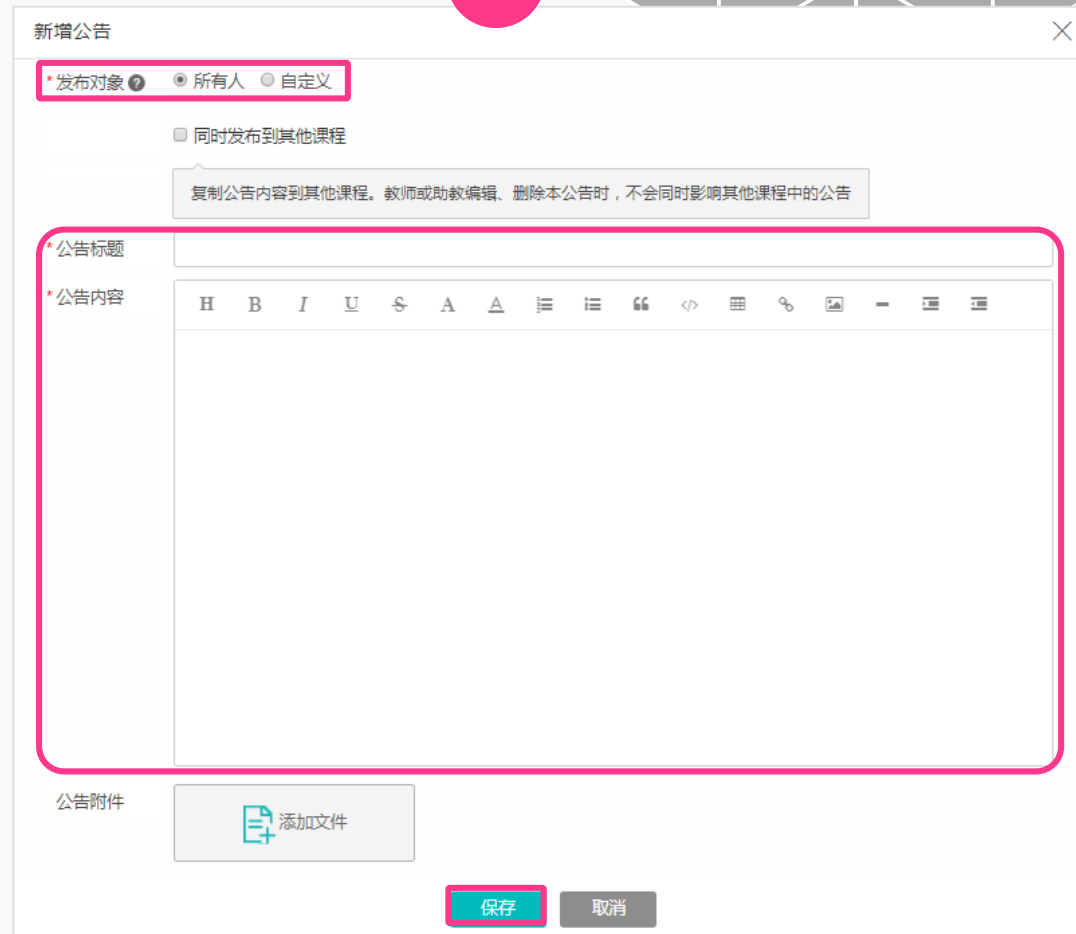 新增公告
*发布对象 所有人 自定义
同时发布到其他课程
复制公告内容到其他课程。教师或助教编辑、删除本公告时，不会同时影响其他课程中的公告
*公告标题
*公告内容 H B I U S A A
公告附件 添加文件
保存 取消